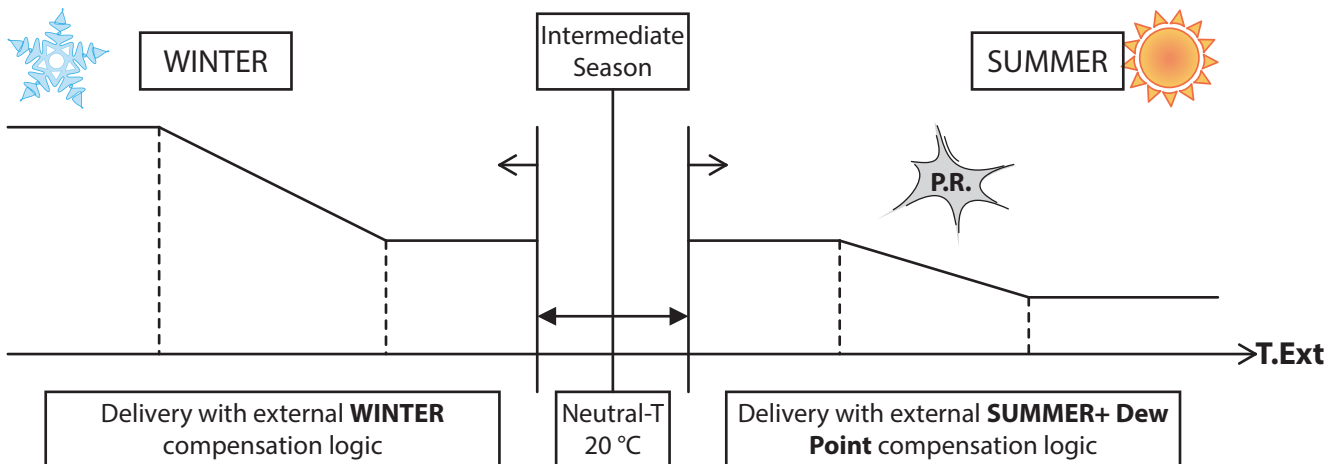 WINTER
Intermediate
Season
SUMMER
P.R.
T.Ext
Delivery with external WINTER
compensation logic
Neutral-T
20 °C
Delivery with external SUMMER+ Dew
Point compensation logic